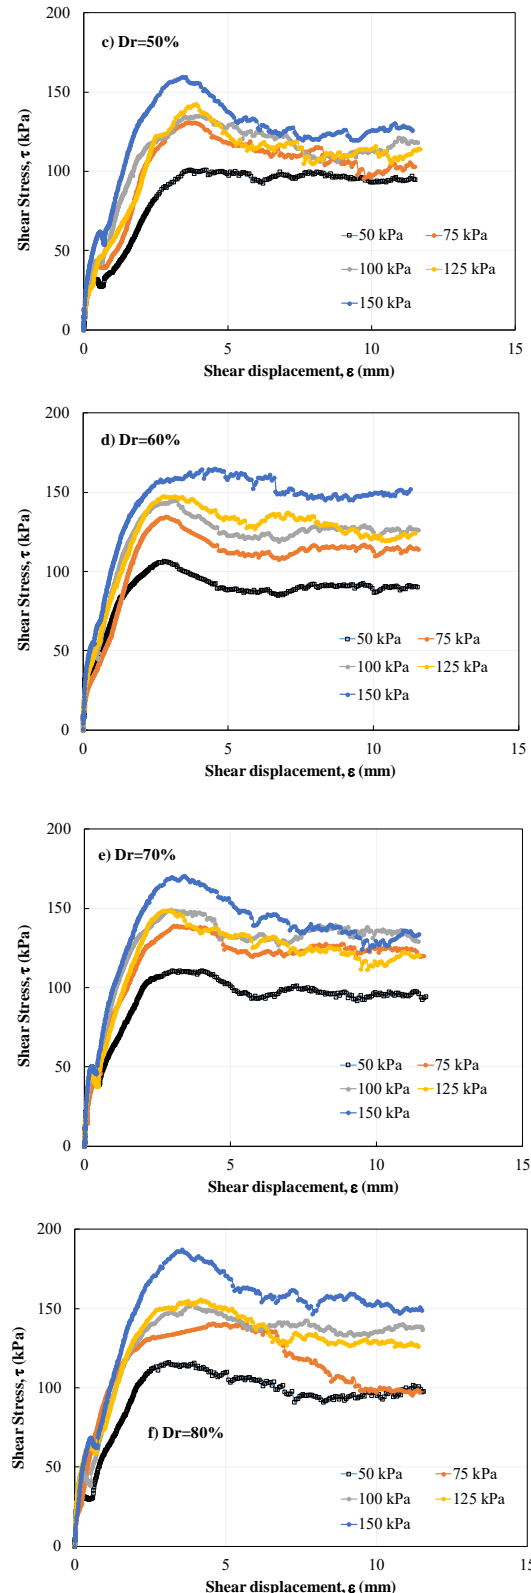 c) Dr=50%
200
150
100
50
0
Shear Stress, τ (kPa)
50 kPa 75 kPa
100 kPa 125 kPa
150 kPa
0 5 10 15
Shear displacement, ε (mm)
200
d) Dr=60%
150
100
50
0
Shear Stress, τ (kPa)
50 kPa 75 kPa
100 kPa 125 kPa
150 kPa
0 5 10 15
Shear displacement, ε (mm)
200
e) Dr=70%
150
100
50
0
Shear Stress, τ (kPa)
50 kPa 75 kPa
100 kPa 125 kPa
150 kPa
0 5 10 15
Shear displacement, ε (mm)
200
150
100
50
0
Shear Stress, τ (kPa)
f) Dr=80%
50 kPa 75 kPa
100 kPa 125 kPa
150 kPa
0 5 10 15
Shear displacement, ε (mm)